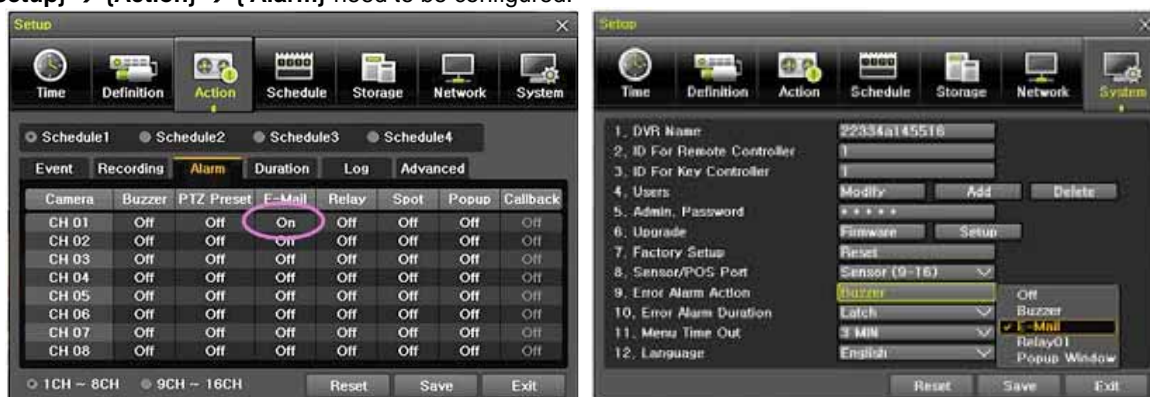 Setup} → {Action} → { Alarm} need to be configured.
Setup
Time Definition Action Schedule Storage Network System
Schedule1 Schedule2 Schedule3 Schedule4
Event Recording Alarm Duration Log Advanced
Camera Buzzer PTZ Preset E-Mail Relay Spot Popup Callback
CH 01 Off Off On Off Off Off Off
CH 02 Off Off Off Off Off Off Off
CH 03 Off Off Off Off Off Off Off
CH 04 Off Off Off Off Off Off Off
CH 05 Off Off Off Off Off Off Off
CH 06 Off Off Off Off Off Off Off
CH 07 Off Off Off Off Off Off Off
CH 08 Off Off Off Off Off Off Off
1CH ~ 8CH 9CH ~ 16CH Reset Save Exit
Setup
Time Definition Action Schedule Storage Network System
1. DVR Name 22334a145516
2. ID For Remote Controller 1
3. ID For Key Controller 1
4. Users Modify Add Delete
5. Admin. Password *****
6. Upgrade Firmware Setup
7. Factory Setup Reset
8. Sensor/POS Port Sensor (9-16)
9. Error Alarm Action Buzzer
10. Error Alarm Duration Latch
11. Menu Time Out 3 MIN
12. Language English
Off
Buzzer
E-Mail
Relay01
Popup Window
Reset Save Exit